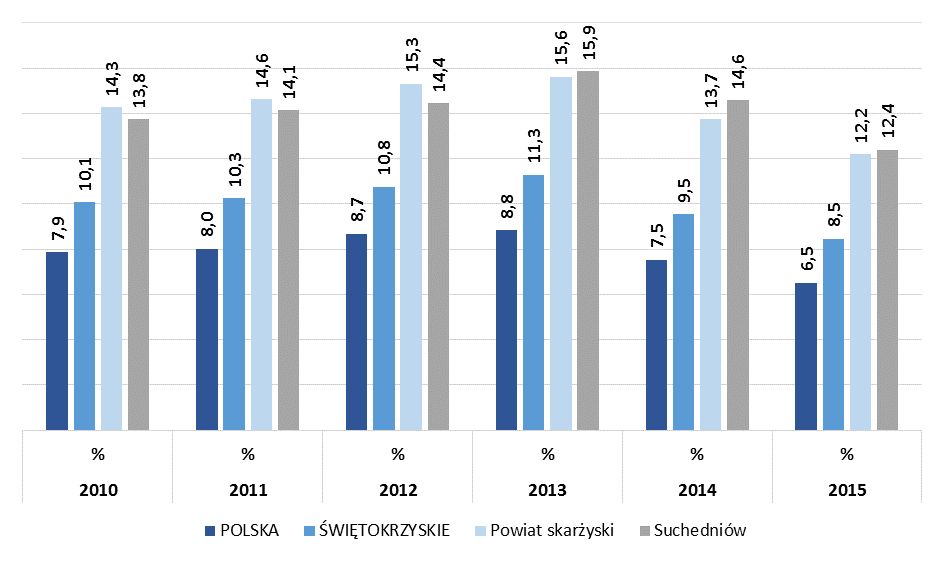 7,9 10,1 14,3 13,8
8,0 10,3 14,6 14,1
8,7 10,8 15,3 14,4
8,8 11,3 15,6 15,9
7,5 9,5 13,7 14,6
6,5 8,5 12,2 12,4
% % % % % %
2010 2011 2012 2013 2014 2015
POLSKA ŚWIĘTOKRZYSKIE Powiat skarżyski Suchedniów